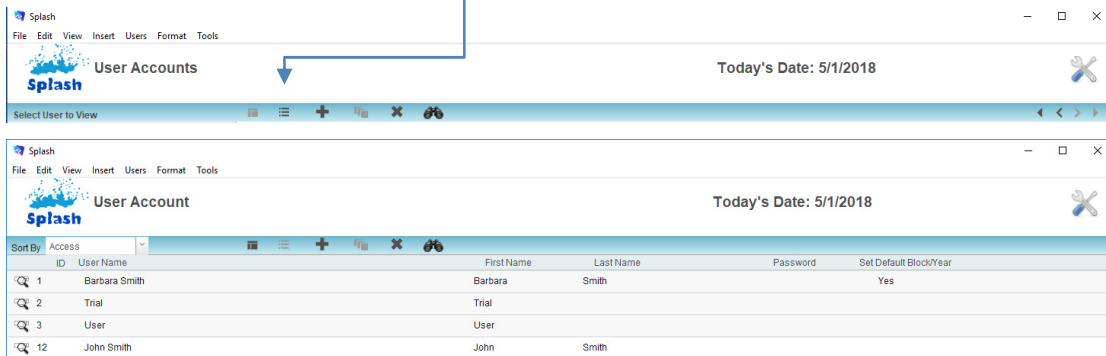 Splash
File Edit View Insert Users Format Tools
Splash User Accounts Today's Date: 5/1/2018
Select User to View
Splash
File Edit View Insert Users Format Tools
Splash User Account Today's Date: 5/1/2018
Sort By Access
ID User Name First Name Last Name Password Set Default Block/Year
1 Barbara Smith Barbara Smith Yes
2 Trial Trial
3 User User
12 John Smith John Smith